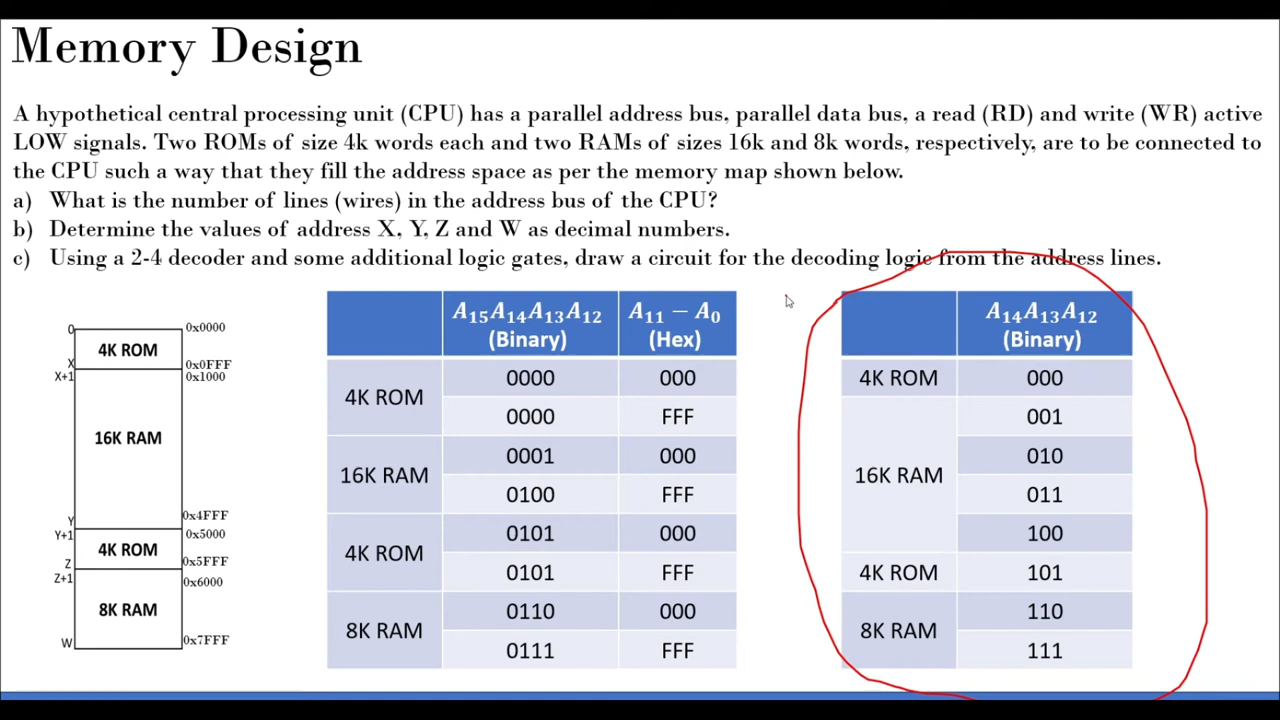 Memory Design
A hypothetical central processing unit (CPU) has a parallel address bus, parallel data bus, a read (RD) and write (WR) active
LOW signals. Two ROMs of size 4k words each and two RAMs of sizes 16k and 8k words, respectively, are to be connected to
the CPU such a way that they fill the address space as per the memory map shown below.
a) What is the number of lines (wires) in the address bus of the CPU?
b) Determine the values of address X, Y, Z and W as decimal numbers.
c) Using a 2-4 decoder and some additional logic gates, draw a circuit for the decoding logic from the address lines.
0 0x0000
4K ROM
X 0x0FFF
X+1 0x1000
16K RAM
Y 0x4FFF
Y+1 0x5000
4K ROM
Z 0x5FFF
Z+1 0x6000
8K RAM
W 0x7FFF
A15A14A13A12 (Binary) A11 − A0 (Hex)
4K ROM 0000 000
0000 FFF
16K RAM 0001 000
0100 FFF
4K ROM 0101 000
0101 FFF
8K RAM 0110 000
0111 FFF
A14A13A12 (Binary)
4K ROM 000
16K RAM 001
010
011
100
4K ROM 101
8K RAM 110
111